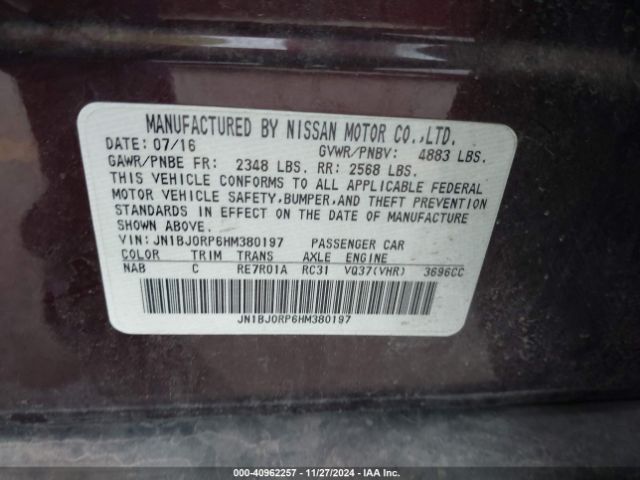 MANUFACTURED BY NISSAN MOTOR CO.,LTD.
DATE: 07/16 GVWR/PNBV: 4883 LBS.
GAWR/PNBE FR: 2348 LBS. RR: 2568 LBS.
THIS VEHICLE CONFORMS TO ALL APPLICABLE FEDERAL
MOTOR VEHICLE SAFETY, BUMPER, AND THEFT PREVENTION
STANDARDS IN EFFECT ON THE DATE OF MANUFACTURE
SHOWN ABOVE.
VIN: JN1BJ0RP6HM380197 PASSENGER CAR
COLOR TRIM TRANS AXLE ENGINE
NAB C RE7R01A RC31 VQ37(VHR) 3696CC
JN1BJ0RP6HM380197
000-40962257 - 11/27/2024 - IAA Inc.